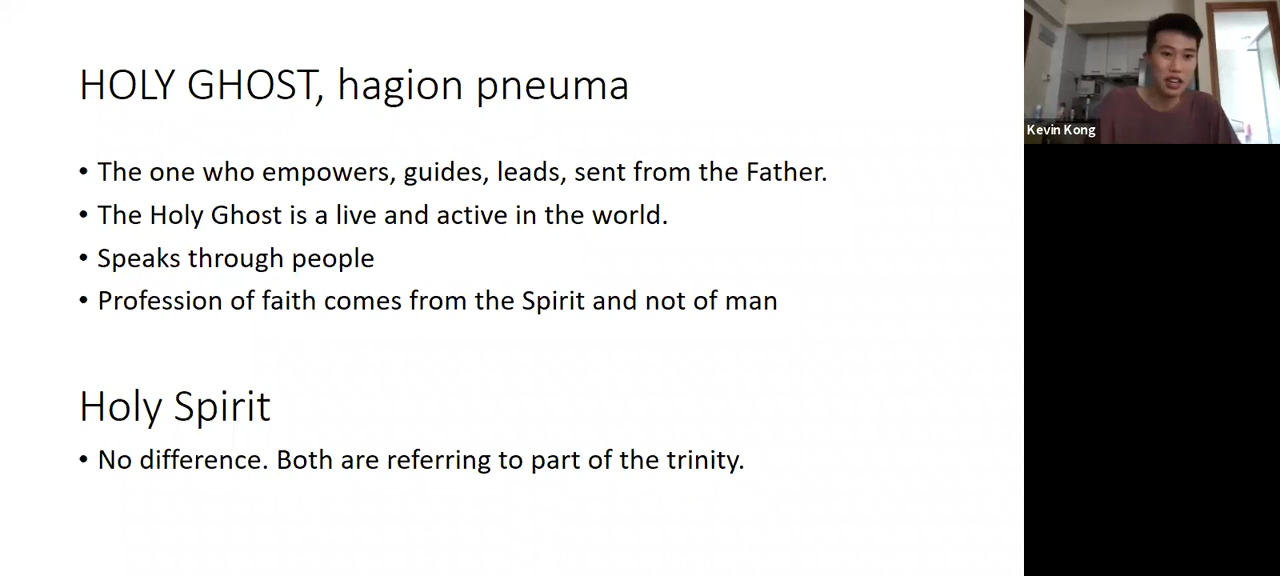 HOLY GHOST, hagion pneuma
• The one who empowers, guides, leads, sent from the Father.
• The Holy Ghost is a live and active in the world.
• Speaks through people
• Profession of faith comes from the Spirit and not of man
Holy Spirit
• No difference. Both are referring to part of the trinity.
Kevin Kong